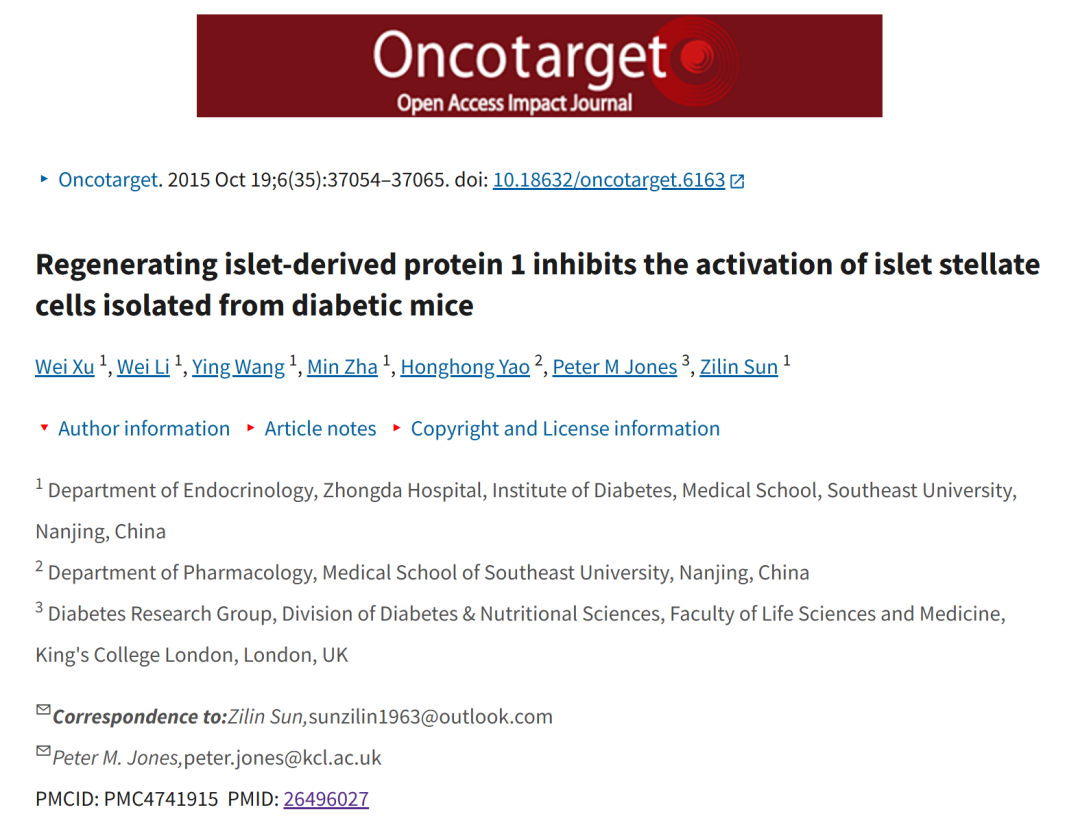 Oncotarget
Open Access Impact Journal
Oncotarget. 2015 Oct 19;6(35):37054–37065. doi: 10.18632/oncotarget.6163
Regenerating islet-derived protein 1 inhibits the activation of islet stellate
cells isolated from diabetic mice
Wei Xu 1, Wei Li 1, Ying Wang 1, Min Zha 1, Honghong Yao 2, Peter M Jones 3, Zilin Sun 1
Author information Article notes Copyright and License information
1 Department of Endocrinology, Zhongda Hospital, Institute of Diabetes, Medical School, Southeast University,
Nanjing, China
2 Department of Pharmacology, Medical School of Southeast University, Nanjing, China
3 Diabetes Research Group, Division of Diabetes & Nutritional Sciences, Faculty of Life Sciences and Medicine,
King's College London, London, UK
Correspondence to:Zilin Sun,sunzilin1963@outlook.com
Peter M. Jones,peter.jones@kcl.ac.uk
PMCID: PMC4741915 PMID: 26496027